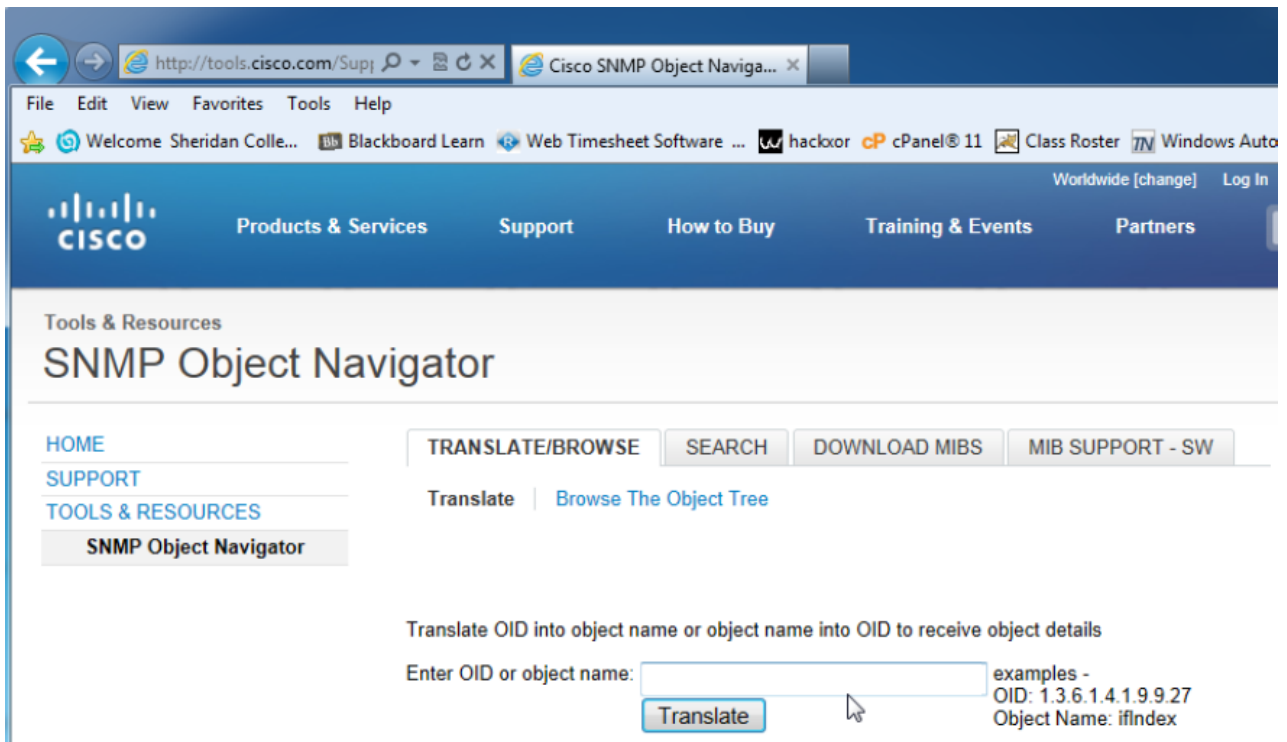 http://tools.cisco.com/Supp
Cisco SNMP Object Naviga...
File Edit View Favorites Tools Help
Welcome Sheridan Colle... Bb Blackboard Learn Web Timesheet Software ... hackxor cP cPanel® 11 Class Roster TN Windows Auto
Worldwide [change] Log In
CISCO
Products & Services Support How to Buy Training & Events Partners
Tools & Resources
SNMP Object Navigator
HOME
SUPPORT
TOOLS & RESOURCES
SNMP Object Navigator
TRANSLATE/BROWSE SEARCH DOWNLOAD MIBS MIB SUPPORT - SW
Translate Browse The Object Tree
Translate OID into object name or object name into OID to receive object details
Enter OID or object name:
examples -
OID: 1.3.6.1.4.1.9.9.27
Object Name: ifIndex
Translate